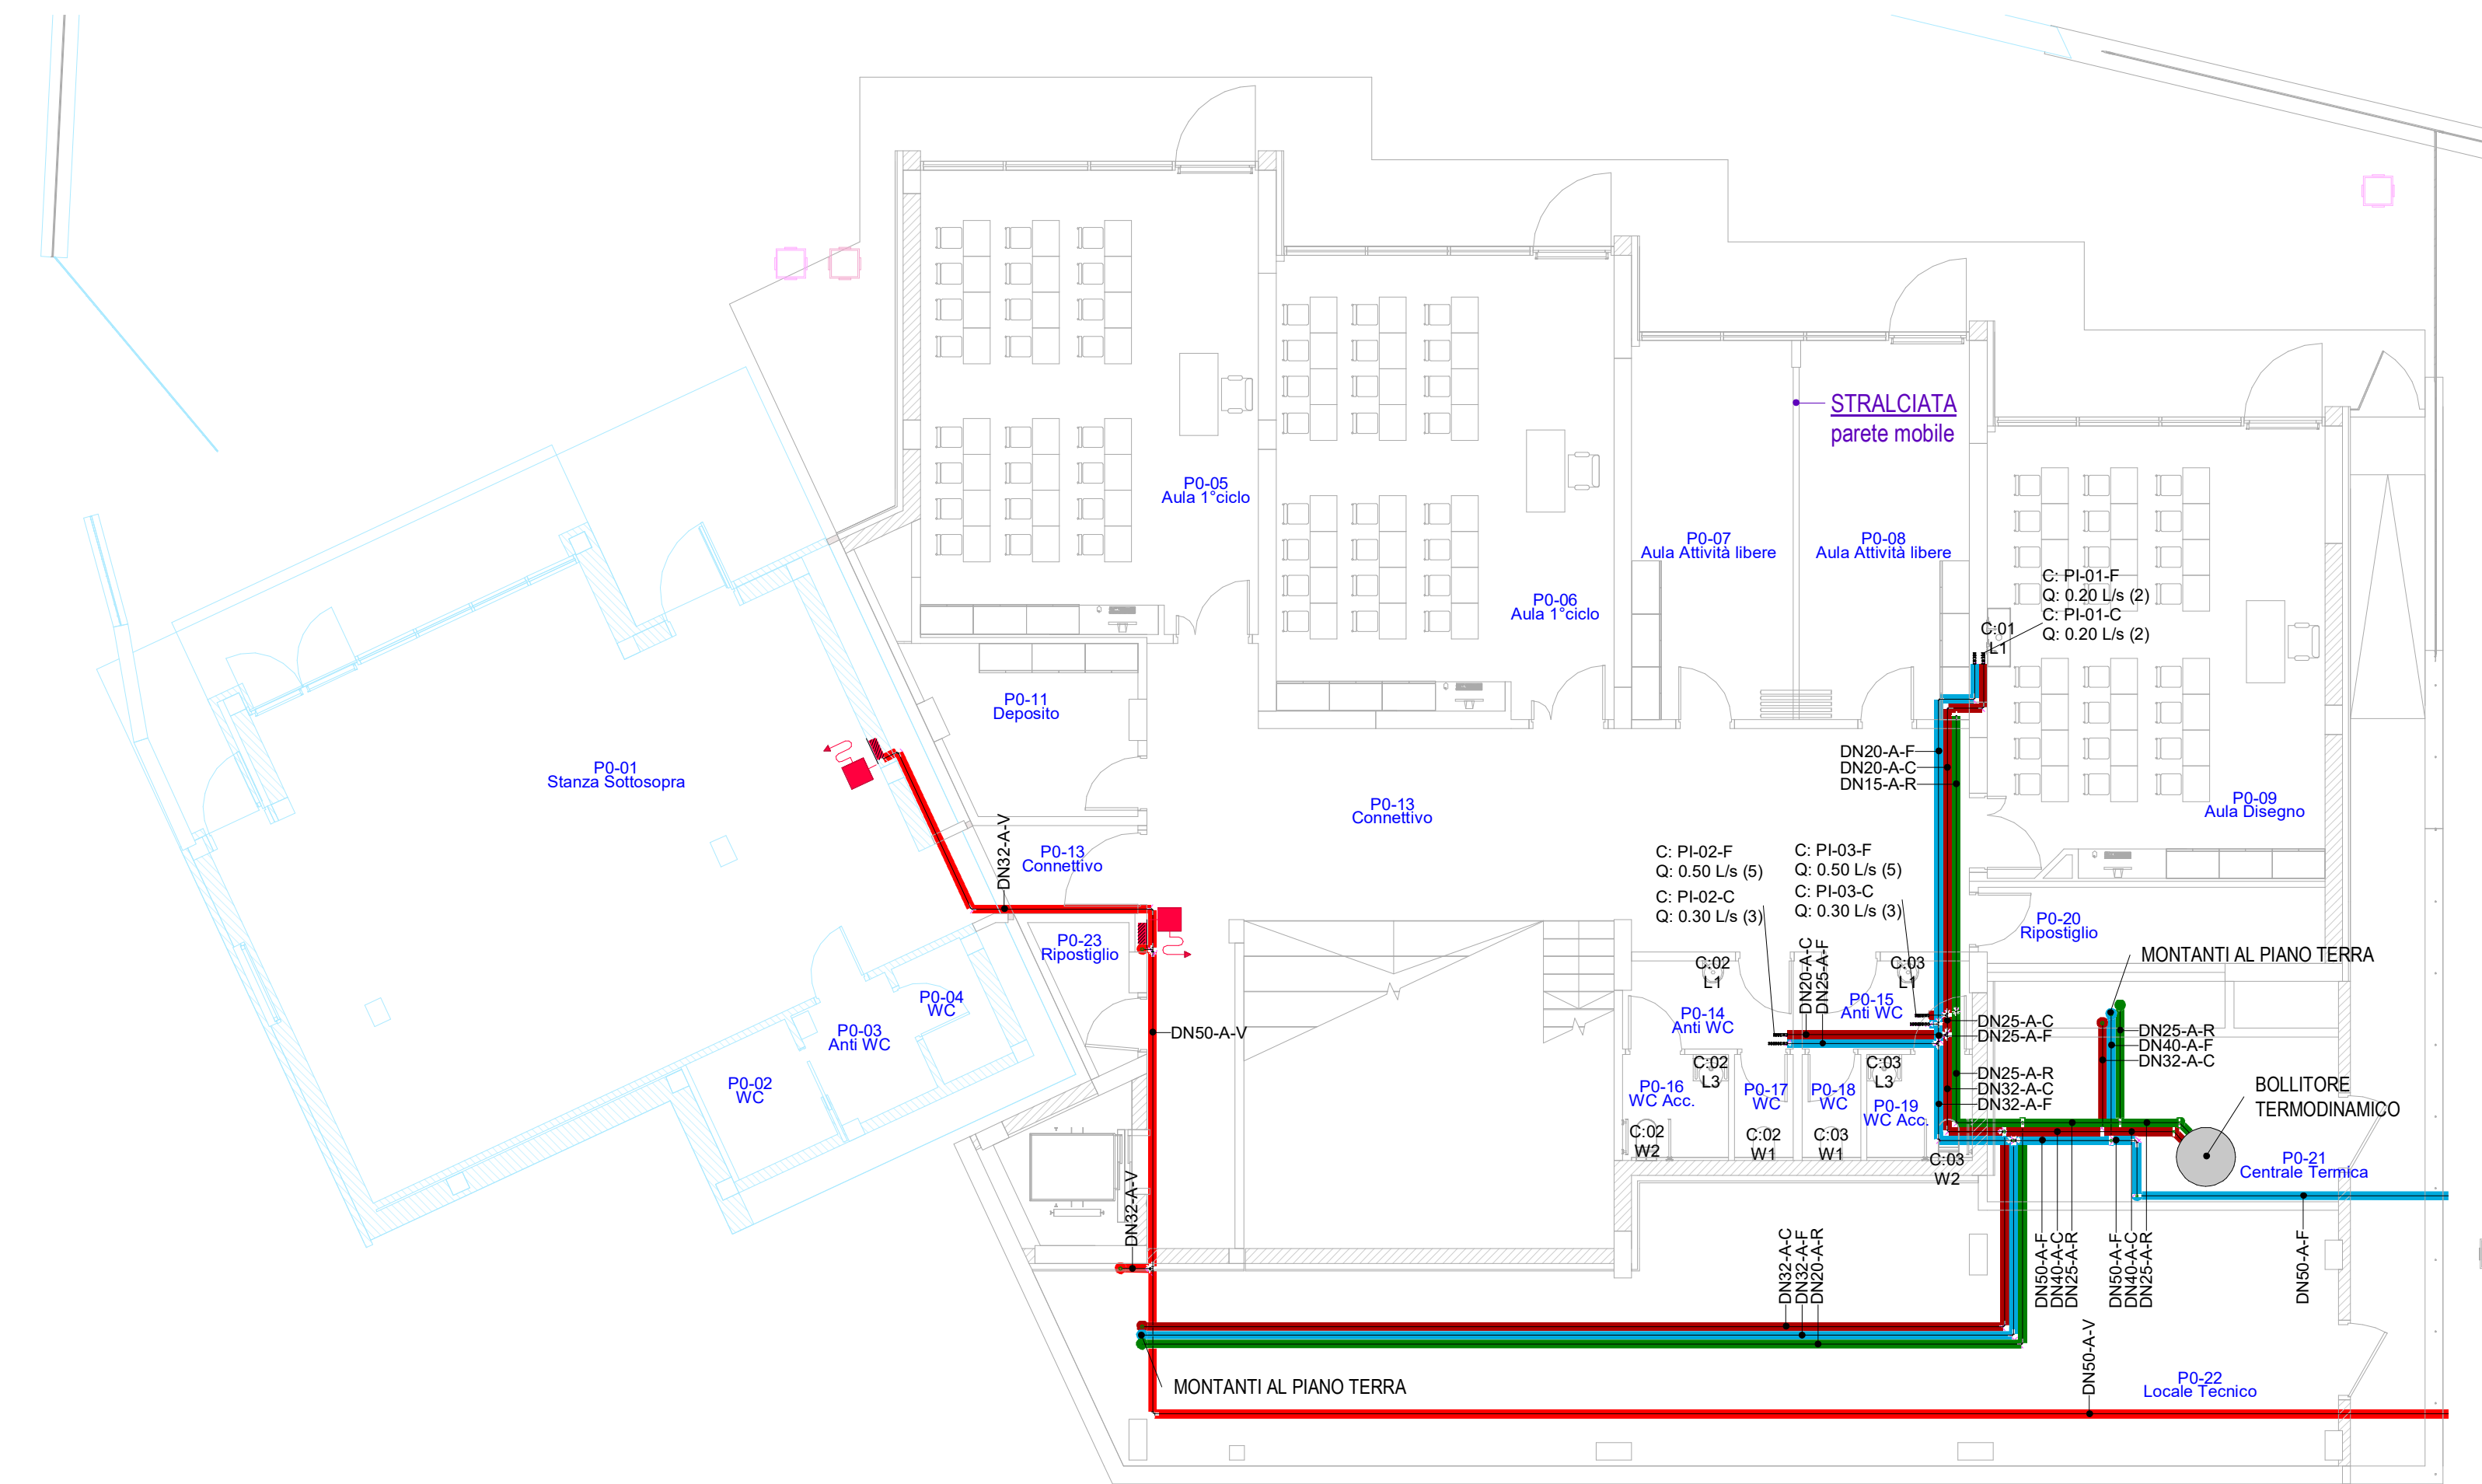 STRALCIATA
parete mobile
P0-05
Aula 1°ciclo
P0-07
Aula Attività libere
P0-08
Aula Attività libere
C: PI-01-F
Q: 0.20 L/s (2)
C: PI-01-C
Q: 0.20 L/s (2)
P0-06
Aula 1°ciclo
C:01
L1
P0-11
Deposito
P0-01
Stanza Sottosopra
DN20-A-F
DN20-A-C
DN15-A-R
P0-13
Connettivo
P0-09
Aula Disegno
DN32-A-V
P0-13
Connettivo
C: PI-02-F
Q: 0.50 L/s (5)
C: PI-02-C
Q: 0.30 L/s (3)
C: PI-03-F
Q: 0.50 L/s (5)
C: PI-03-C
Q: 0.30 L/s (3)
P0-20
Ripostiglio
P0-23
Ripostiglio
MONTANTI AL PIANO TERRA
C:02
L1
DN20-A-C
DN25-A-F
C:03
L1
P0-04
WC
P0-03
Anti WC
P0-14
Anti WC
P0-15
Anti WC
DN50-A-V
DN25-A-C
DN25-A-F
DN25-A-R
DN40-A-F
DN32-A-C
P0-02
WC
C:02
L3
C:03
L3
P0-16
WC Acc.
P0-17
WC
P0-18
WC
P0-19
WC Acc.
DN25-A-R
DN32-A-C
DN32-A-F
BOLLITORE
TERMODINAMICO
C:02
W2
C:02
W1
C:03
W1
C:03
W2
P0-21
Centrale Termica
DN32-A-V
DN32-A-C
DN32-A-F
DN20-A-R
DN50-A-F
DN40-A-C
DN25-A-R
DN50-A-F
DN40-A-C
DN25-A-R
DN50-A-F
DN50-A-V
MONTANTI AL PIANO TERRA
P0-22
Locale Tecnico